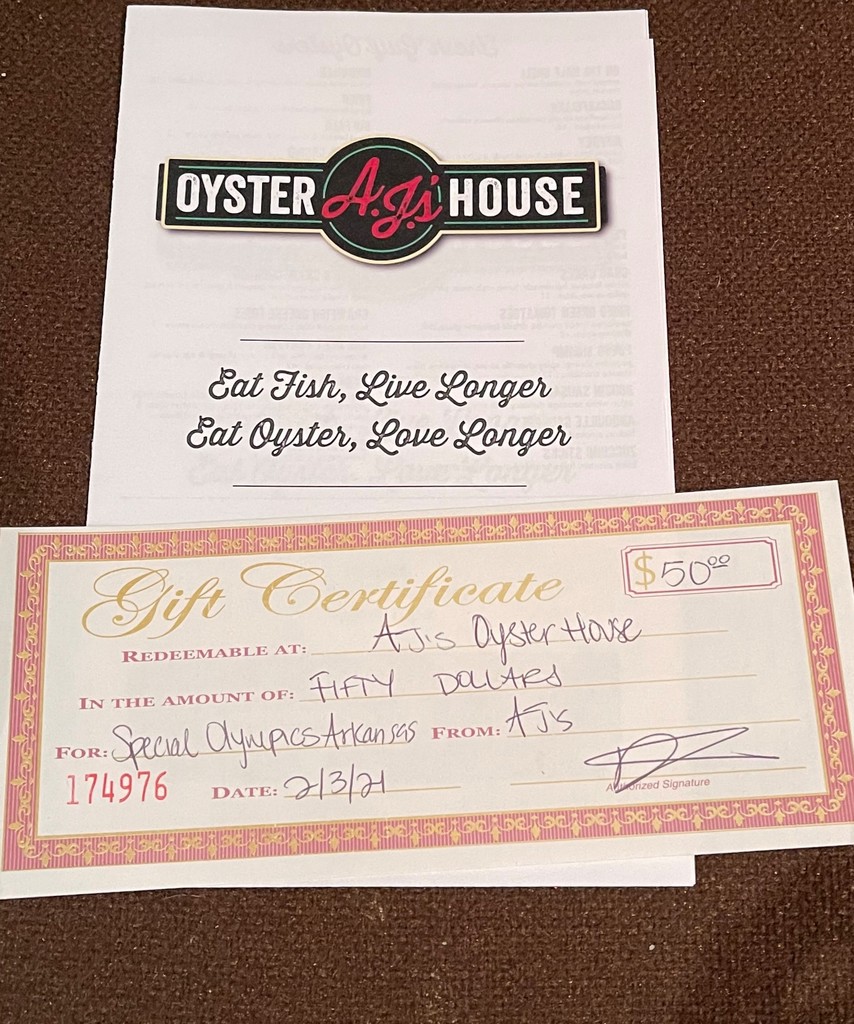 OYSTER A.J.'s HOUSE
Eat Fish, Live Longer
Eat Oyster, Love Longer
Gift Certificate
$50.00
REDEEMABLE AT: AJ's Oyster House
IN THE AMOUNT OF: FIFTY DOLLARS
FOR: Special Olympics Arkansas FROM: AJ's
174976 DATE: 2/3/21
Authorized Signature